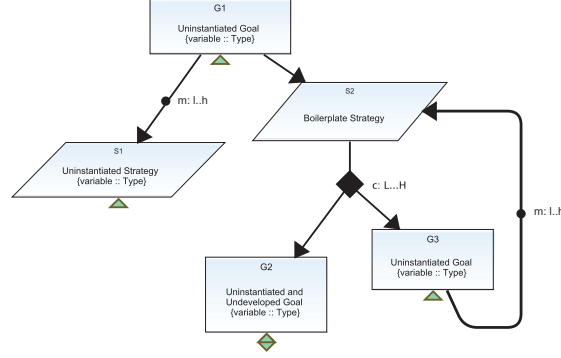 G1
Uninstantiated Goal
{variable :: Type}
m: l..h
S1
Uninstantiated Strategy
{variable :: Type}
S2
Boilerplate Strategy
c: L...H
G2
Uninstantiated and
Undeveloped Goal
{variable :: Type}
G3
Uninstantiated Goal
{variable :: Type}
m: l..h